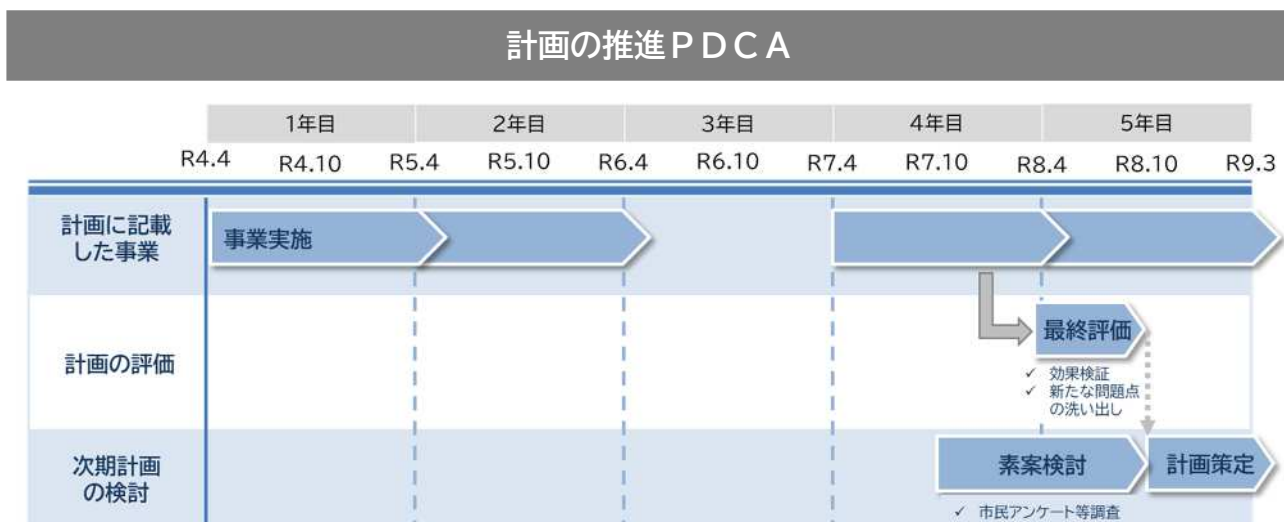 計画の推進PDCA
1年目 2年目 3年目 4年目 5年目
R4.4 R4.10 R5.4 R5.10 R6.4 R6.10 R7.4 R7.10 R8.4 R8.10 R9.3
計画に記載
した事業
事業実施
計画の評価
最終評価
✓ 効果検証
✓ 新たな問題点
の洗い出し
次期計画
の検討
素案検討
計画策定
✓ 市民アンケート等調査